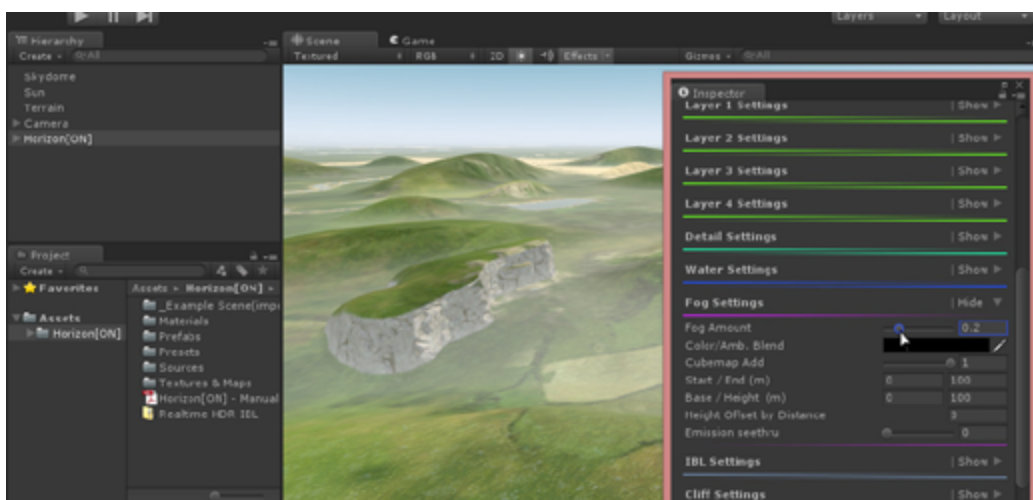 Layers Layout
Hierarchy
Create All
Skydome
Sun
Terrain
Camera
Horizon[ON]
Scene Game
Textured RGB 2D Effects Gizmos All
Project
Create
Favorites
Assets
Horizon[ON]
Assets Horizon[ON]
_Example Scene(imp
Materials
Prefabs
Presets
Sources
Textures & Maps
Horizon[ON] - Manual
Realtime HDR IBL
Inspector
Layer 1 Settings Show
Layer 2 Settings Show
Layer 3 Settings Show
Layer 4 Settings Show
Detail Settings Show
Water Settings Show
Fog Settings Hide
Fog Amount 0.2
Color/Amb. Blend
Cubemap Add 1
Start / End (m) 0 100
Base / Height (m) 0 100
Height Offset by Distance
Emission seethru 0
IBL Settings Show
Cliff Settings Show